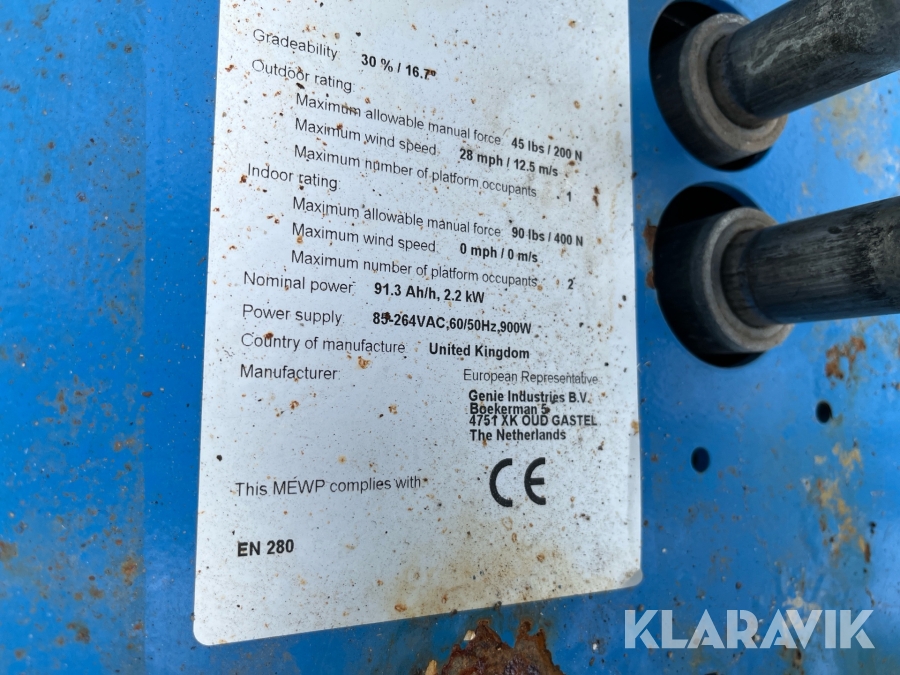 Gradeability 30 % / 16.7º
Outdoor rating:
Maximum allowable manual force 45 lbs / 200 N
Maximum wind speed 28 mph / 12.5 m/s
Maximum number of platform occupants 1
Indoor rating:
Maximum allowable manual force 90 lbs / 400 N
Maximum wind speed 0 mph / 0 m/s
Maximum number of platform occupants 2
Nominal power 91.3 Ah/h, 2.2 kW
Power supply 85-264VAC,60/50Hz,900W
Country of manufacture United Kingdom
Manufacturer: European Representative
Genie Industries B.V.
Boekerman 5
4751 XK OUD GASTEL
The Netherlands
This MEWP complies with: CE
EN 280
KLARAVIK